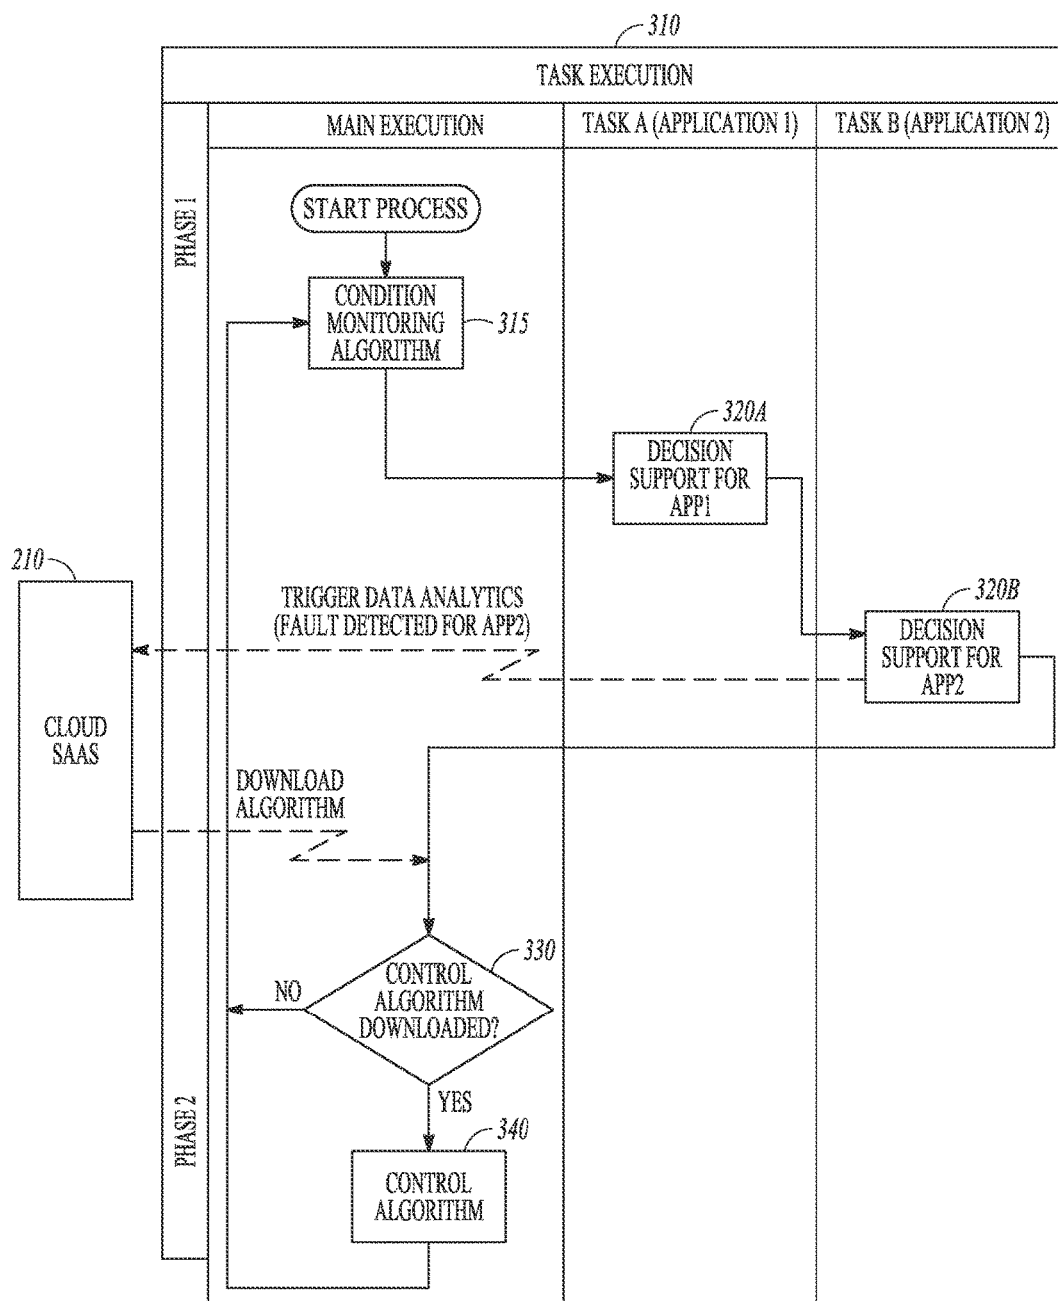 310
TASK EXECUTION
MAIN EXECUTION
TASK A (APPLICATION 1)
TASK B (APPLICATION 2)
PHASE 1
START PROCESS
CONDITION
MONITORING
ALGORITHM
315
320A
DECISION
SUPPORT FOR
APP1
210
CLOUD
SAAS
TRIGGER DATA ANALYTICS
(FAULT DETECTED FOR APP2)
320B
DECISION
SUPPORT FOR
APP2
DOWNLOAD
ALGORITHM
330
CONTROL
ALGORITHM
DOWNLOADED?
NO
YES
PHASE 2
340
CONTROL
ALGORITHM